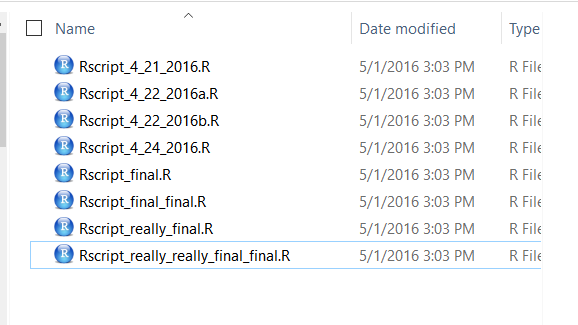 Name Date modified Type
Rscript_4_21_2016.R 5/1/2016 3:03 PM R File
Rscript_4_22_2016a.R 5/1/2016 3:03 PM R File
Rscript_4_22_2016b.R 5/1/2016 3:03 PM R File
Rscript_4_24_2016.R 5/1/2016 3:03 PM R File
Rscript_final.R 5/1/2016 3:03 PM R File
Rscript_final_final.R 5/1/2016 3:03 PM R File
Rscript_really_final.R 5/1/2016 3:03 PM R File
Rscript_really_really_final_final.R 5/1/2016 3:03 PM R File